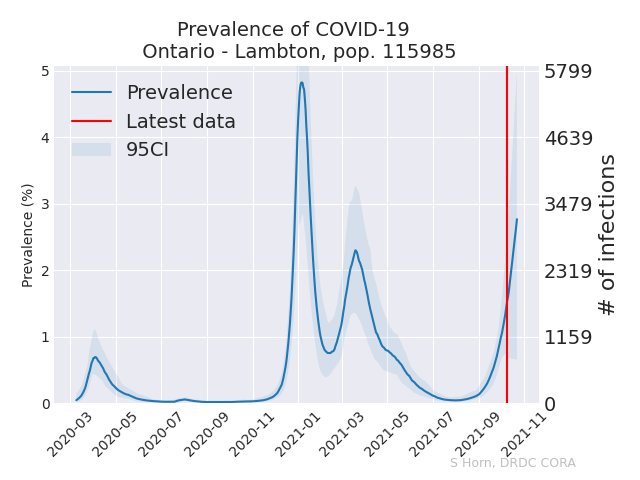 Prevalence of COVID-19
Ontario - Lambton, pop. 115985
Prevalence
Latest data
95CI
Prevalence (%)
5
4
3
2
1
0
5799
4639
3479
2319
1159
0
# of infections
2020-03
2020-05
2020-07
2020-09
2020-11
2021-01
2021-03
2021-05
2021-07
2021-09
2021-11
S Horn, DRDC CORA